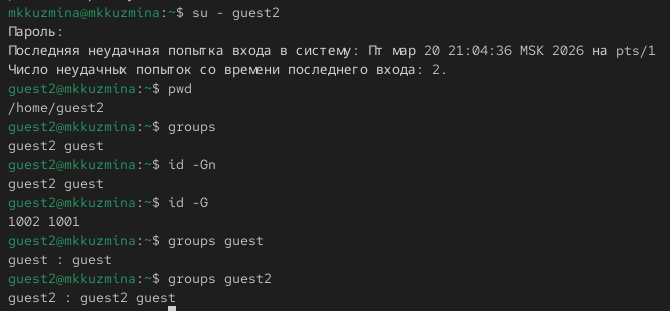 mkkuzmina@mkkuzmina:~$ su - guest2
Пароль:
Последняя неудачная попытка входа в систему: Пт мар 20 21:04:36 MSK 2026 на pts/1
Число неудачных попыток со времени последнего входа: 2.
guest2@mkkuzmina:~$ pwd
/home/guest2
guest2@mkkuzmina:~$ groups
guest2 guest
guest2@mkkuzmina:~$ id -Gn
guest2 guest
guest2@mkkuzmina:~$ id -G
1002 1001
guest2@mkkuzmina:~$ groups guest
guest : guest
guest2@mkkuzmina:~$ groups guest2
guest2 : guest2 guest